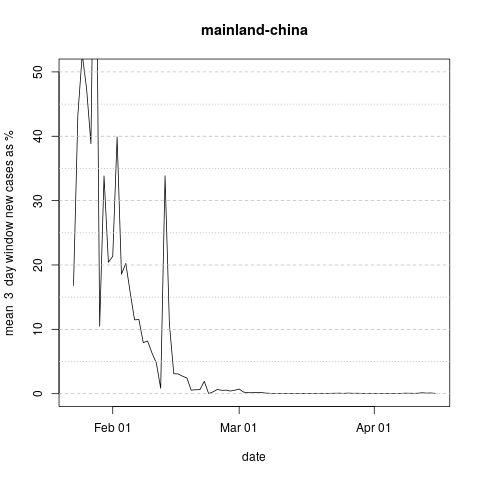 mainland-china
mean 3 day window new cases as %
50
40
30
20
10
0
Feb 01
Mar 01
Apr 01
date